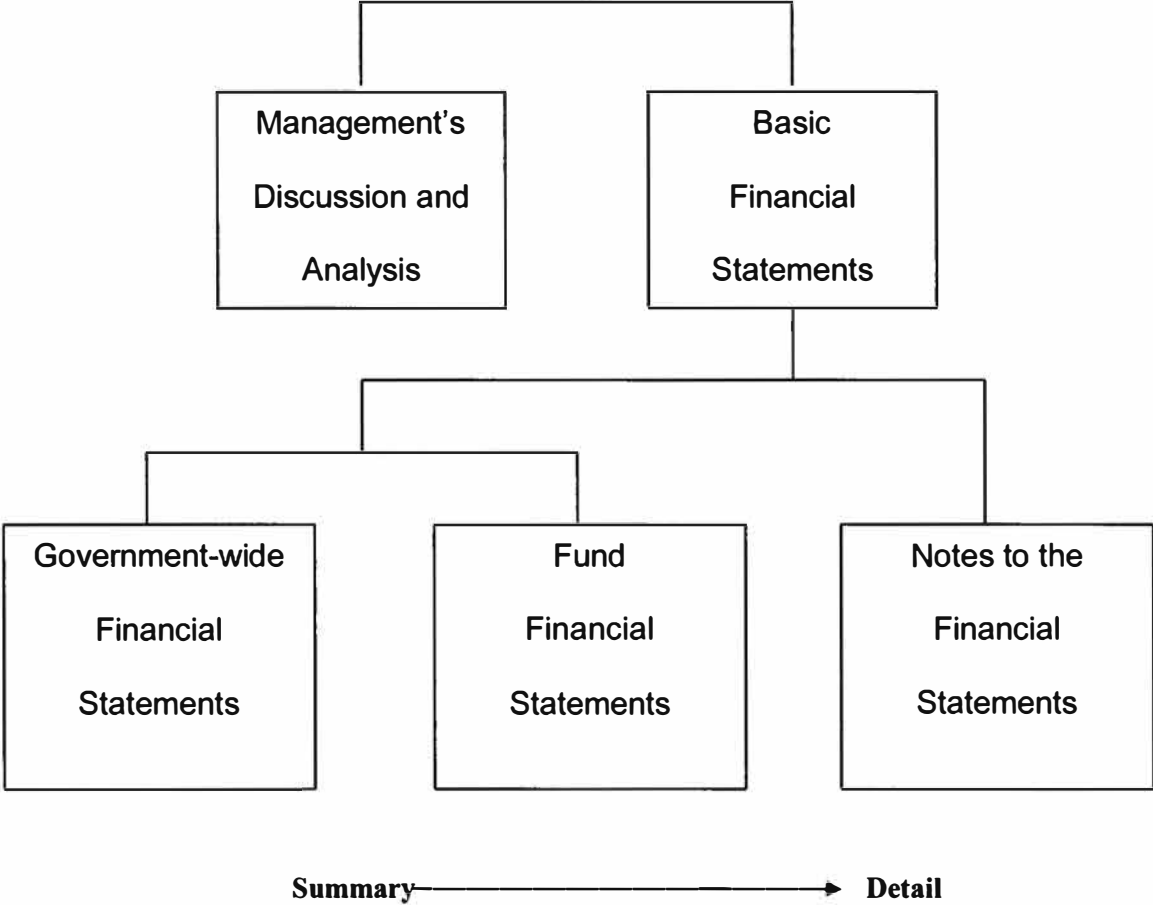 Management's
Discussion and
Analysis
Basic
Financial
Statements
Government-wide
Financial
Statements
Fund
Financial
Statements
Notes to the
Financial
Statements
Summary
Detail